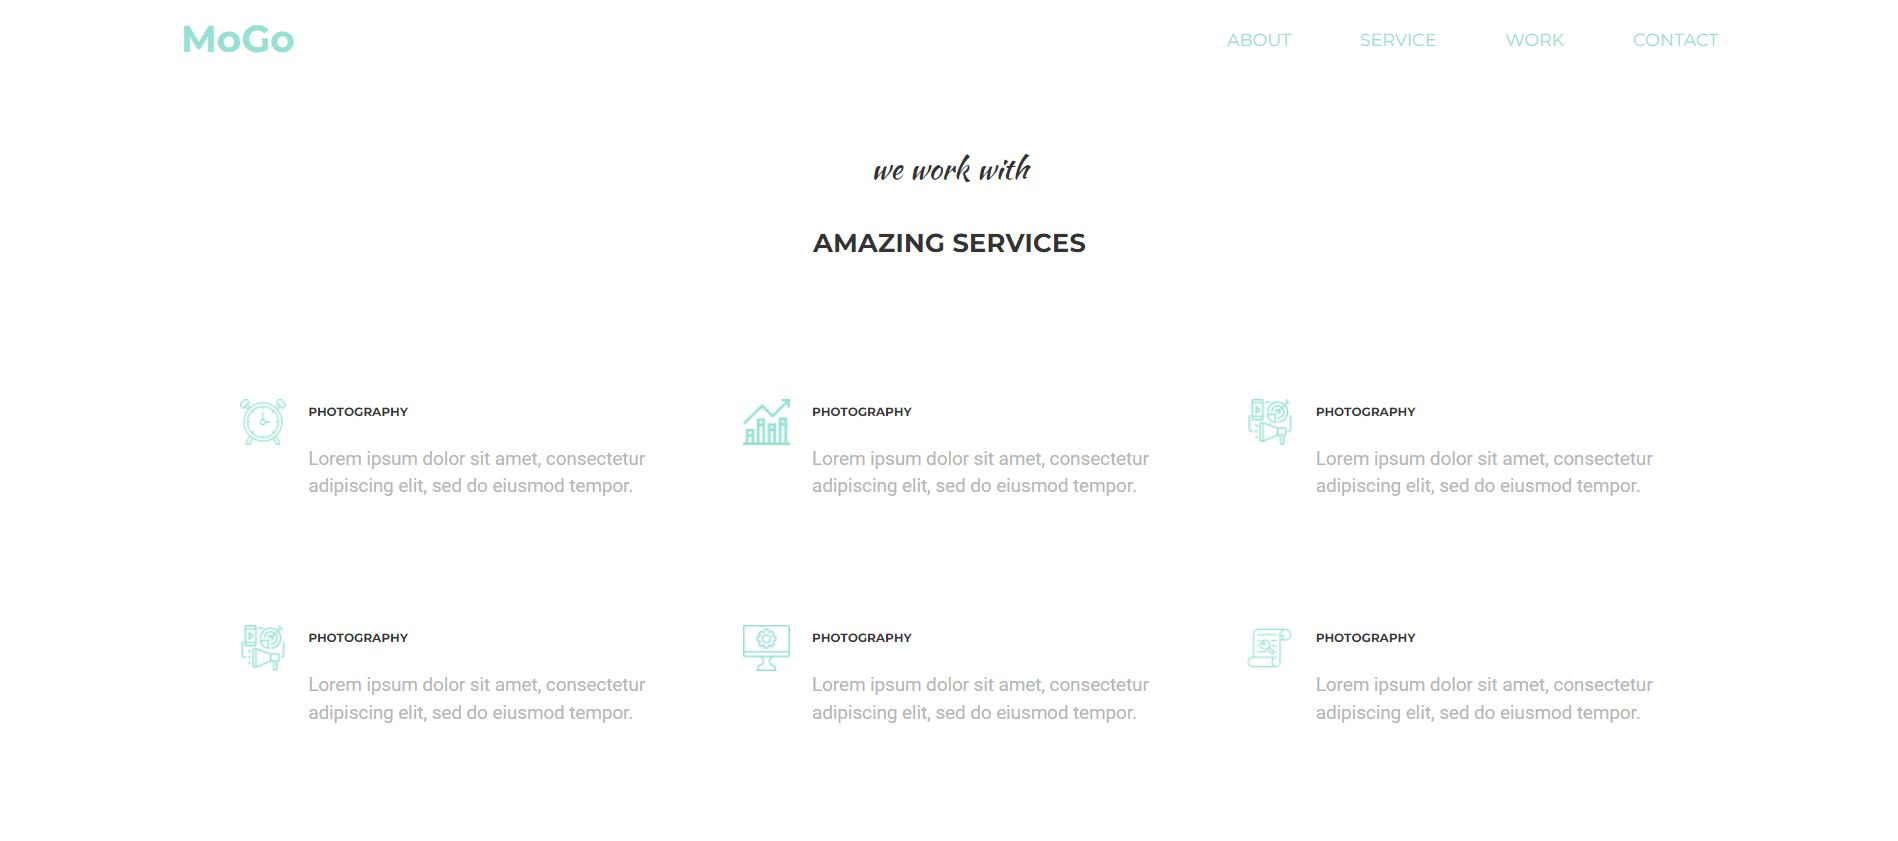 MoGo
ABOUT SERVICE WORK CONTACT
we work with
AMAZING SERVICES
PHOTOGRAPHY
Lorem ipsum dolor sit amet, consectetur
adipiscing elit, sed do eiusmod tempor.
PHOTOGRAPHY
Lorem ipsum dolor sit amet, consectetur
adipiscing elit, sed do eiusmod tempor.
PHOTOGRAPHY
Lorem ipsum dolor sit amet, consectetur
adipiscing elit, sed do eiusmod tempor.
PHOTOGRAPHY
Lorem ipsum dolor sit amet, consectetur
adipiscing elit, sed do eiusmod tempor.
PHOTOGRAPHY
Lorem ipsum dolor sit amet, consectetur
adipiscing elit, sed do eiusmod tempor.
PHOTOGRAPHY
Lorem ipsum dolor sit amet, consectetur
adipiscing elit, sed do eiusmod tempor.